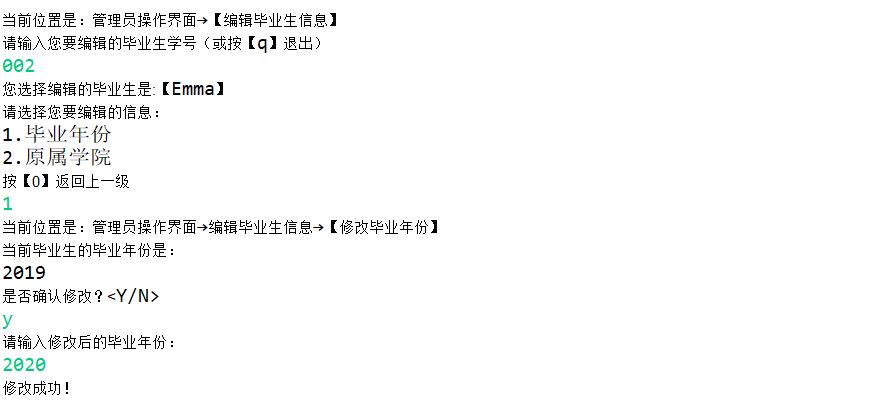 当前位置是：管理员操作界面→【编辑毕业生信息】
请输入您要编辑的毕业生学号（或按【q】退出）
002
您选择编辑的毕业生是:【Emma】
请选择您要编辑的信息：
1.毕业年份
2.原属学院
按【0】返回上一级
1
当前位置是：管理员操作界面→编辑毕业生信息→【修改毕业年份】
当前毕业生的毕业年份是：
2019
是否确认修改？<Y/N>
y
请输入修改后的毕业年份：
2020
修改成功！